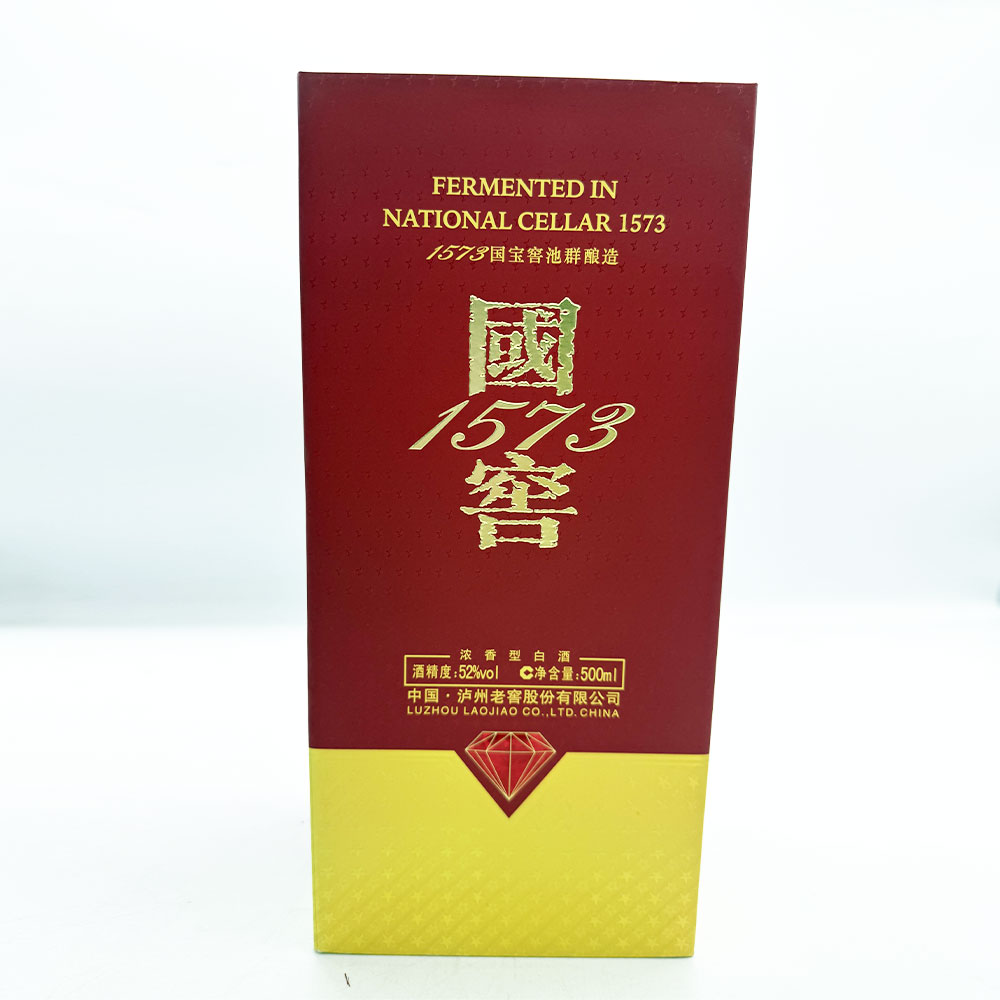 FERMENTED IN
NATIONAL CELLAR 1573
1573国宝窖池群酿造
國
1573
窖
浓香型白酒
酒精度:52%vol C净含量:500ml
中国·泸州老窖股份有限公司
LUZHOU LAOJIAO CO.,LTD.CHINA